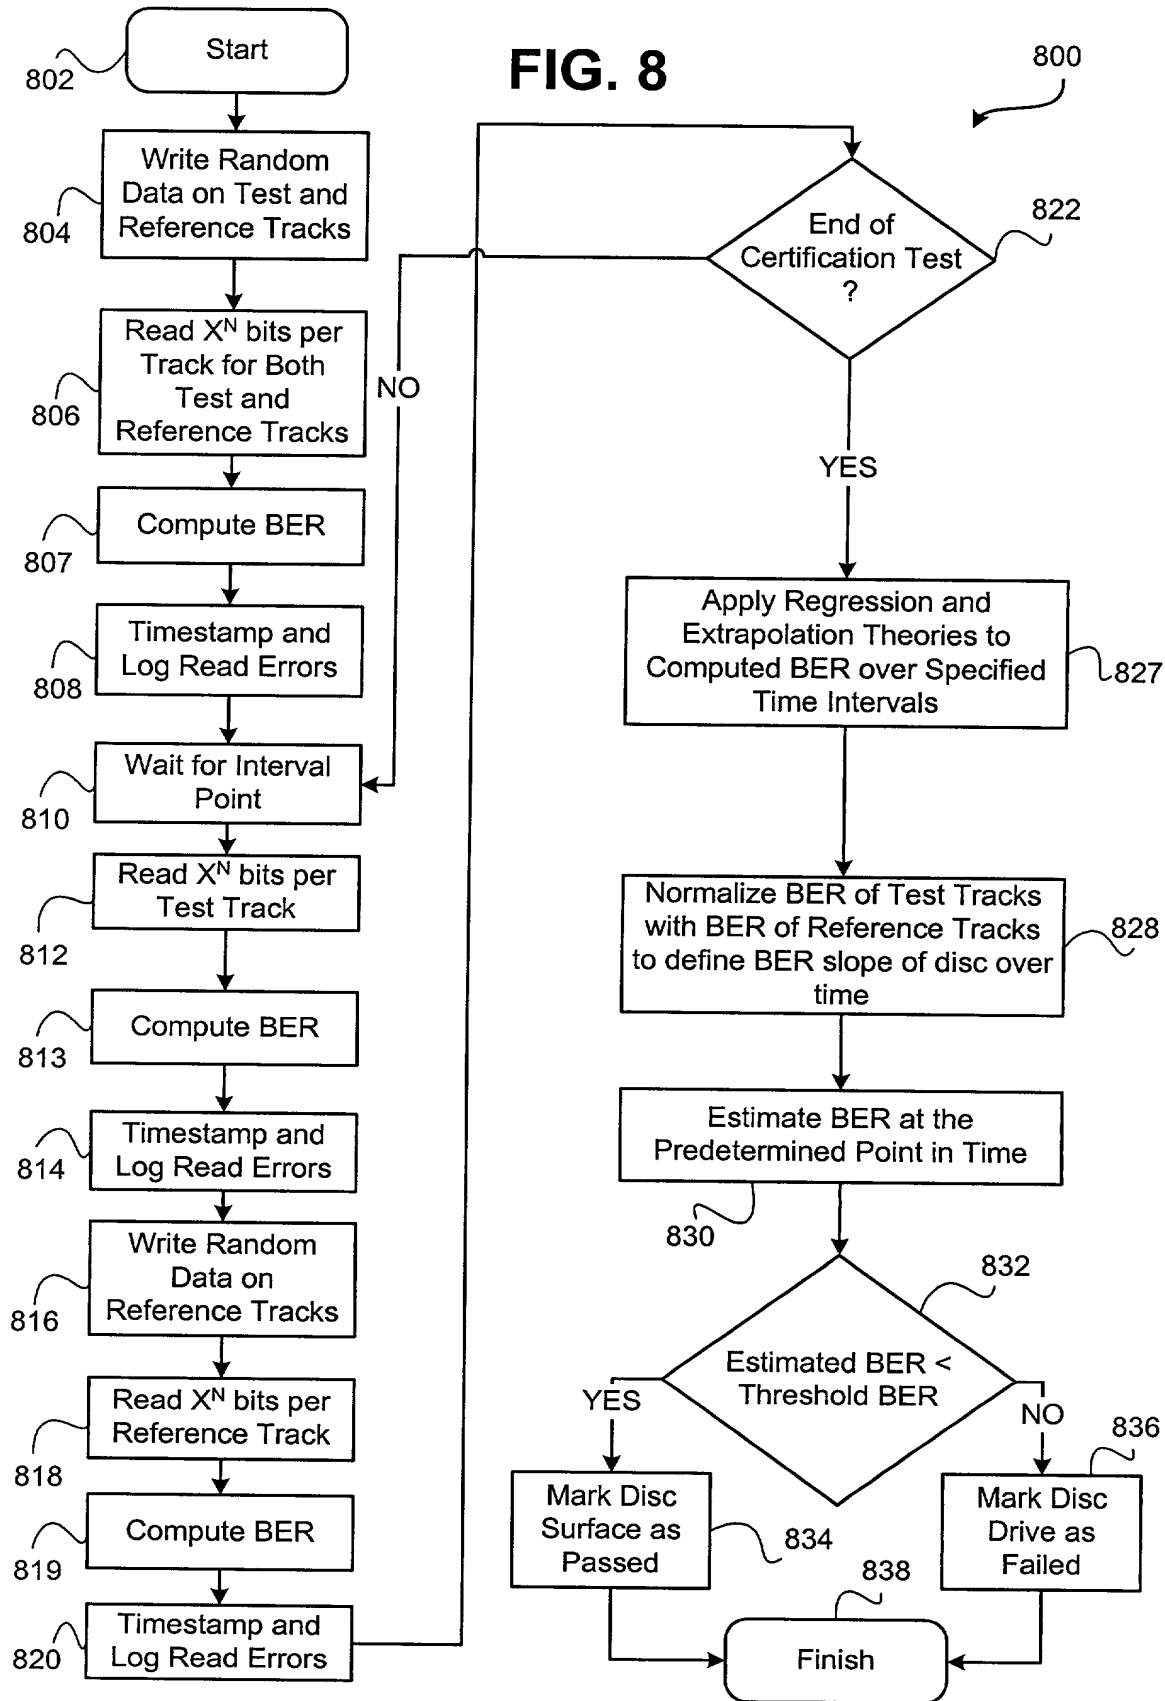 FIG. 8
800
Start
802
Write Random
Data on Test and
Reference Tracks
804
Read X^N bits per
Track for Both
Test and
Reference Tracks
806
Compute BER
807
Timestamp and
Log Read Errors
808
Wait for Interval
Point
810
Read X^N bits per
Test Track
812
Compute BER
813
Timestamp and
Log Read Errors
814
Write Random
Data on
Reference Tracks
816
Read X^N bits per
Reference Track
818
Compute BER
819
Timestamp and
Log Read Errors
820
End of
Certification Test
?
822
NO
YES
Apply Regression and
Extrapolation Theories to
Computed BER over Specified
Time Intervals
827
Normalize BER of Test Tracks
with BER of Reference Tracks
to define BER slope of disc over
time
828
Estimate BER at the
Predetermined Point in Time
830
Estimated BER <
Threshold BER
832
YES
NO
Mark Disc
Surface as
Passed
834
Mark Disc
Drive as
Failed
836
Finish
838